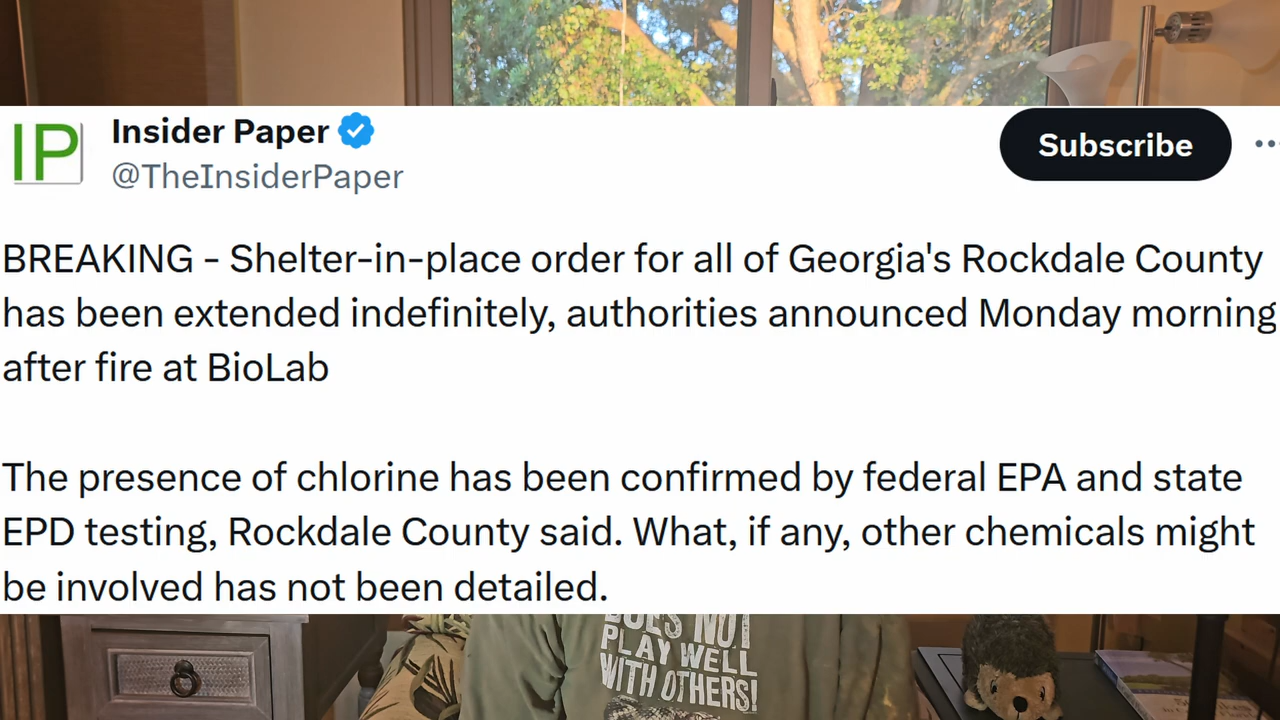 IP
Insider Paper
@TheInsiderPaper
Subscribe
BREAKING - Shelter-in-place order for all of Georgia's Rockdale County
has been extended indefinitely, authorities announced Monday morning
after fire at BioLab
The presence of chlorine has been confirmed by federal EPA and state
EPD testing, Rockdale County said. What, if any, other chemicals might
be involved has not been detailed.
DOES NOT
PLAY WELL
WITH OTHERS!